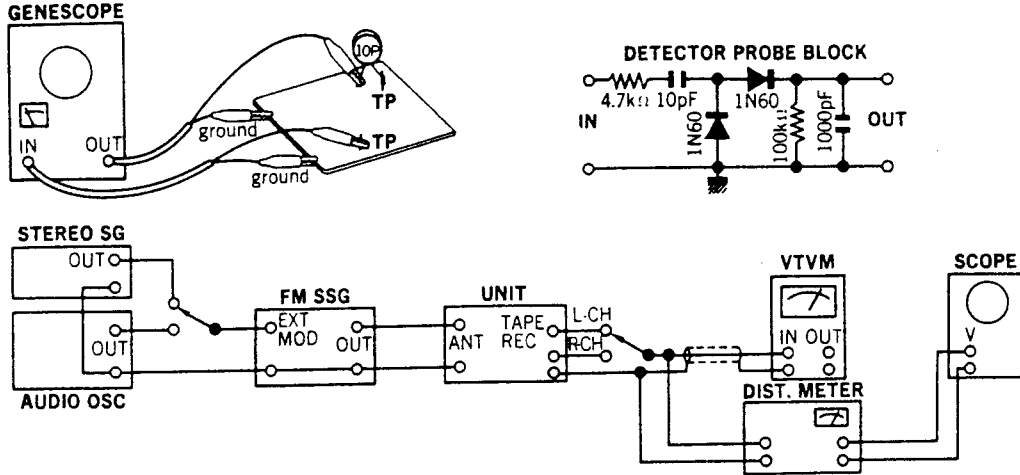 GENESCOPE
10P
TP
ground
TP
ground
IN
OUT
DETECTOR PROBE BLOCK
4.7kΩ 10pF
1N60
IN
1N60
100kΩ
1000pF
OUT
STEREO SG
OUT
OUT
AUDIO OSC
FM SSG
EXT
MOD
OUT
UNIT
ANT
TAPE
REC
L-CH
R-CH
VTVM
IN OUT
DIST. METER
SCOPE
V